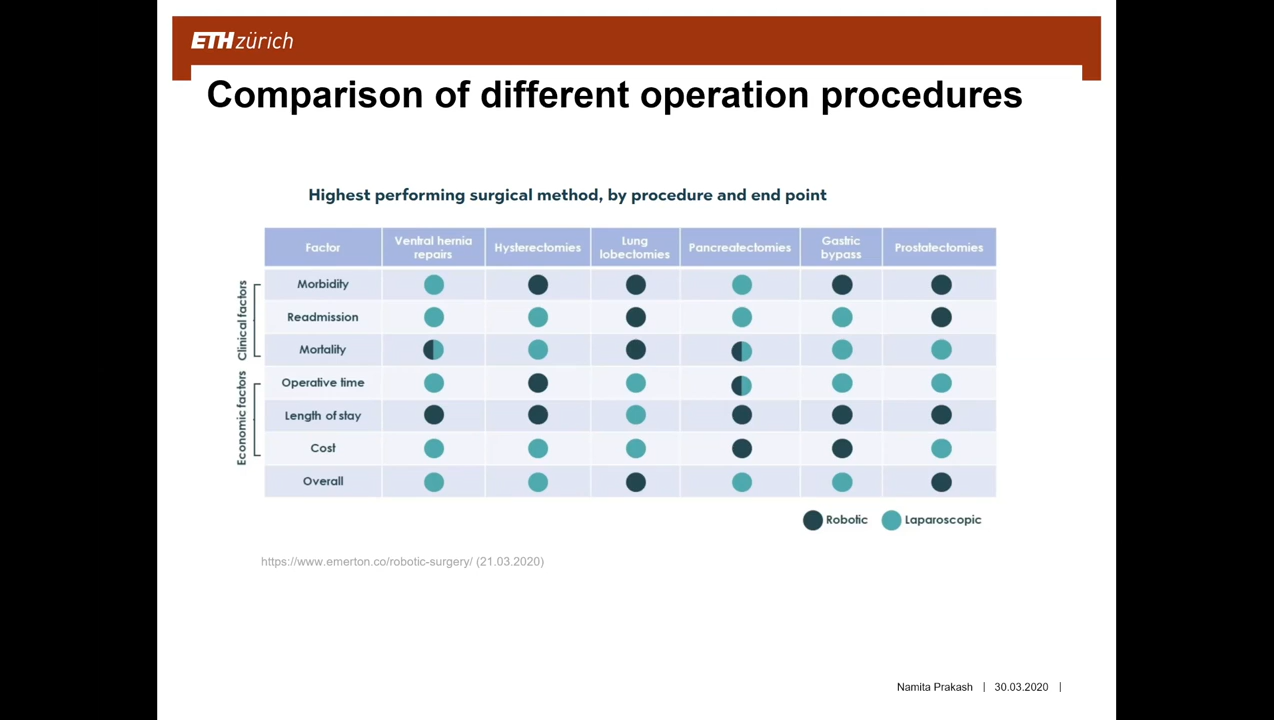 ETH zürich
Comparison of different operation procedures
Highest performing surgical method, by procedure and end point
Factor
Ventral hernia
repairs
Hysterectomies
Lung
lobectomies
Pancreatectomies
Gastric
bypass
Prostatectomies
Clinical factors
Morbidity
Readmission
Mortality
Economic factors
Operative time
Length of stay
Cost
Overall
Robotic
Laparoscopic
https://www.emerton.co/robotic-surgery/ (21.03.2020)
Namita Prakash | 30.03.2020 |